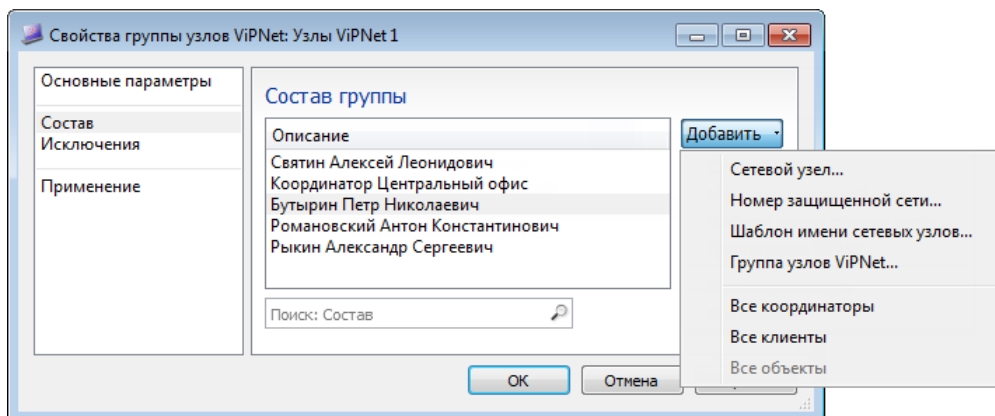 Свойства группы узлов ViPNet: Узлы ViPNet 1
Основные параметры
Состав
Исключения
Применение
Состав группы
Описание
Святин Алексей Леонидович
Координатор Центральный офис
Бутырин Петр Николаевич
Романовский Антон Константинович
Рыкин Александр Сергеевич
Поиск: Состав
Добавить
Сетевой узел...
Номер защищенной сети...
Шаблон имени сетевых узлов...
Группа узлов ViPNet...
Все координаторы
Все клиенты
Все объекты
OK
Отмена